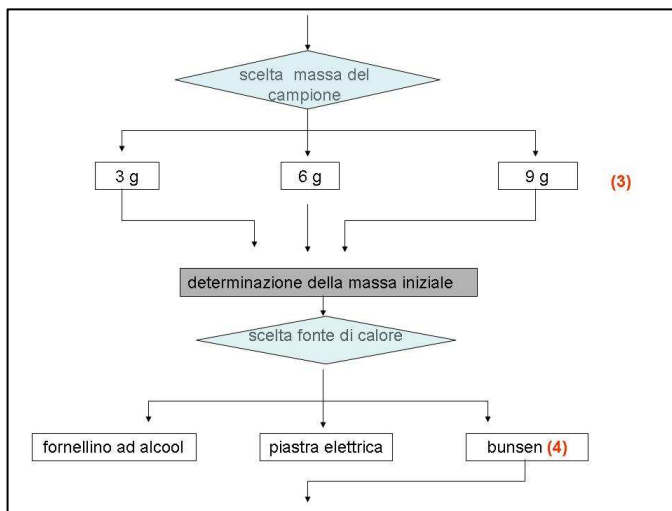 scelta massa del
campione
3 g
6 g
9 g
(3)
determinazione della massa iniziale
scelta fonte di calore
fornellino ad alcool
piastra elettrica
bunsen (4)